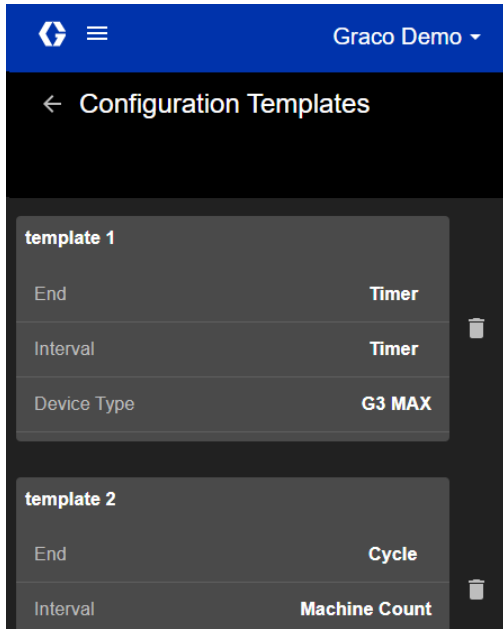 Graco Demo
Configuration Templates
template 1
End Timer
Interval Timer
Device Type G3 MAX
template 2
End Cycle
Interval Machine Count